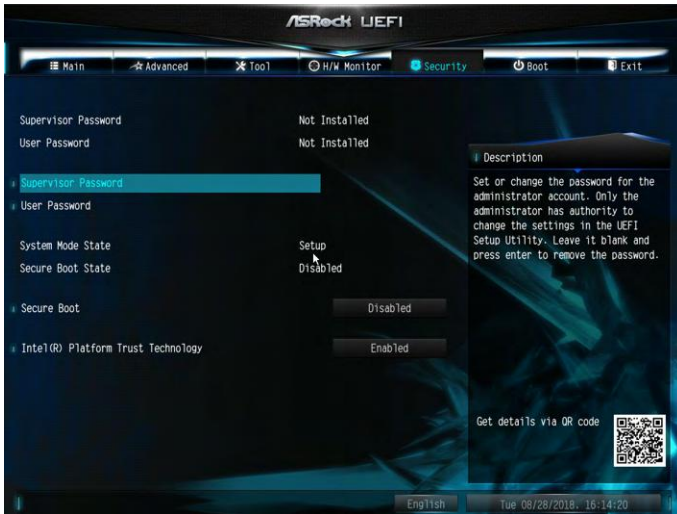 ASRock UEFI
Main Advanced Tool H/W Monitor Security Boot Exit
Supervisor Password Not Installed
User Password Not Installed
Description
Supervisor Password
User Password
Set or change the password for the
administrator account. Only the
administrator has authority to
change the settings in the UEFI
Setup Utility. Leave it blank and
press enter to remove the password.
System Mode State Setup
Secure Boot State Disabled
Secure Boot Disabled
Intel(R) Platform Trust Technology Enabled
Get details via QR code
English Tue 08/28/2018. 16:14:20